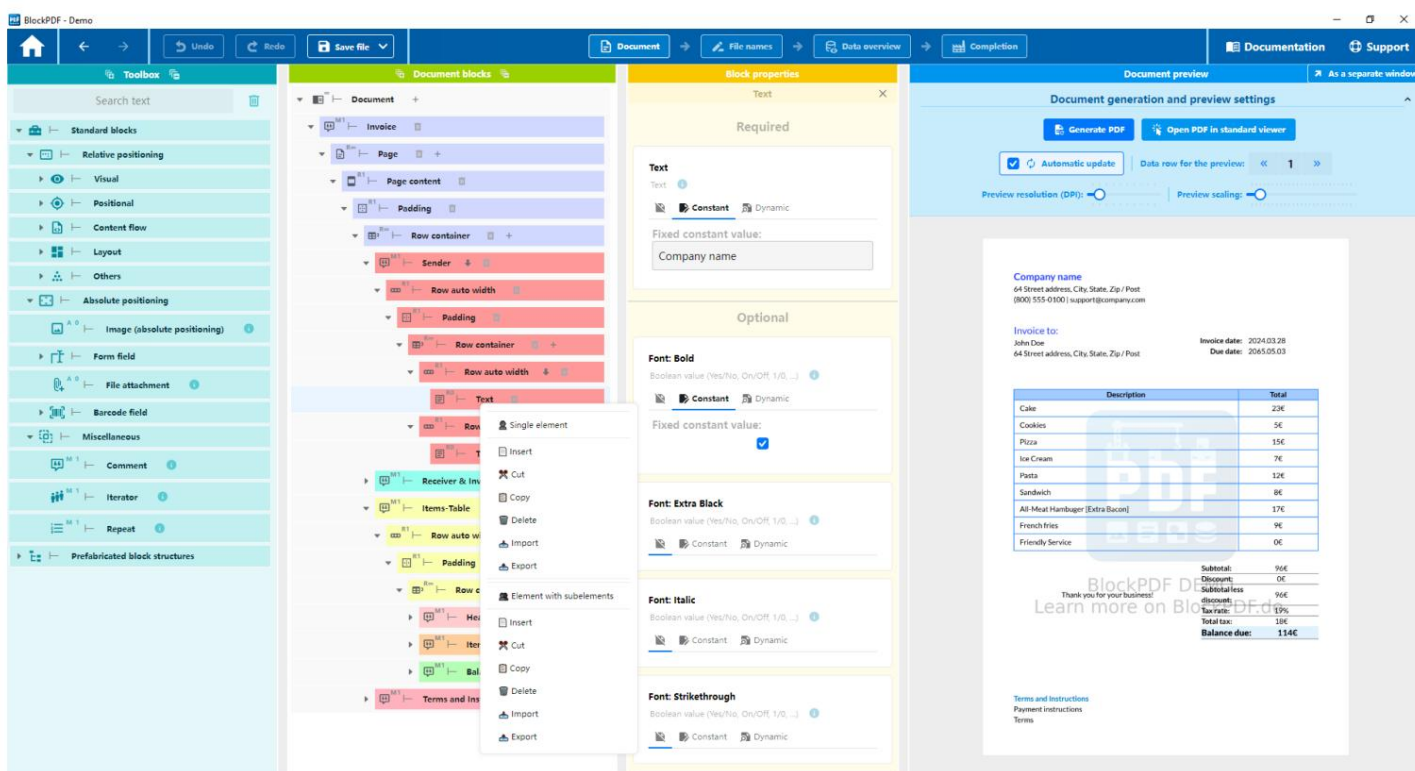 BlockPDF - Demo
Undo
Redo
Save file
Document
File names
Data overview
Completion
Documentation
Support
Toolbox
Search text
Standard blocks
Relative positioning
Visual
Positional
Content flow
Layout
Others
Absolute positioning
Image (absolute positioning)
Form field
File attachment
Barcode field
Miscellaneous
Comment
Iterator
Repeat
Prefabricated block structures
Document blocks
Document
Invoice
Page
Page content
Padding
Row container
Sender
Row auto width
Padding
Row container
Row auto width
Text
Row
Receiver & Inv
Items-Table
Row auto w
Padding
Row c
Hea
Iter
Bal
Terms and Ins
Single element
Insert
Cut
Copy
Delete
Import
Export
Element with subelements
Insert
Cut
Copy
Delete
Import
Export
Block properties
Text
Required
Text
Text
Constant Dynamic
Fixed constant value:
Company name
Optional
Font: Bold
Boolean value (Yes/No, On/Off, 1/0, ...)
Constant Dynamic
Fixed constant value:
Font: Extra Black
Boolean value (Yes/No, On/Off, 1/0, ...)
Constant Dynamic
Font: Italic
Boolean value (Yes/No, On/Off, 1/0, ...)
Constant Dynamic
Font: Strikethrough
Boolean value (Yes/No, On/Off, 1/0, ...)
Constant Dynamic
Document preview
As a separate window
Document generation and preview settings
Generate PDF
Open PDF in standard viewer
Automatic update
Data row for the preview: « 1 »
Preview resolution (DPI):
Preview scaling:
Company name
64 Street address, City, State, Zip / Post
(800) 555-0100 | support@company.com
Invoice to:
John Doe
64 Street address, City, State, Zip / Post
Invoice date: 2024.03.28
Due date: 2065.05.03
Description Total
Cake 23€
Cookies 5€
Pizza 15€
Ice Cream 7€
Pasta 12€
Sandwich 8€
All-Meat Hambuger [Extra Bacon] 17€
French fries 9€
Friendly Service 0€
PDF
BlockPDF DEMO
Learn more on BlockPDF.de
Thank you for your business!
Subtotal: 96€
Discount: 0€
Subtotal less
discount: 96€
Tax rate: 19%
Total tax: 18€
Balance due: 114€
Terms and Instructions
Payment instructions
Terms